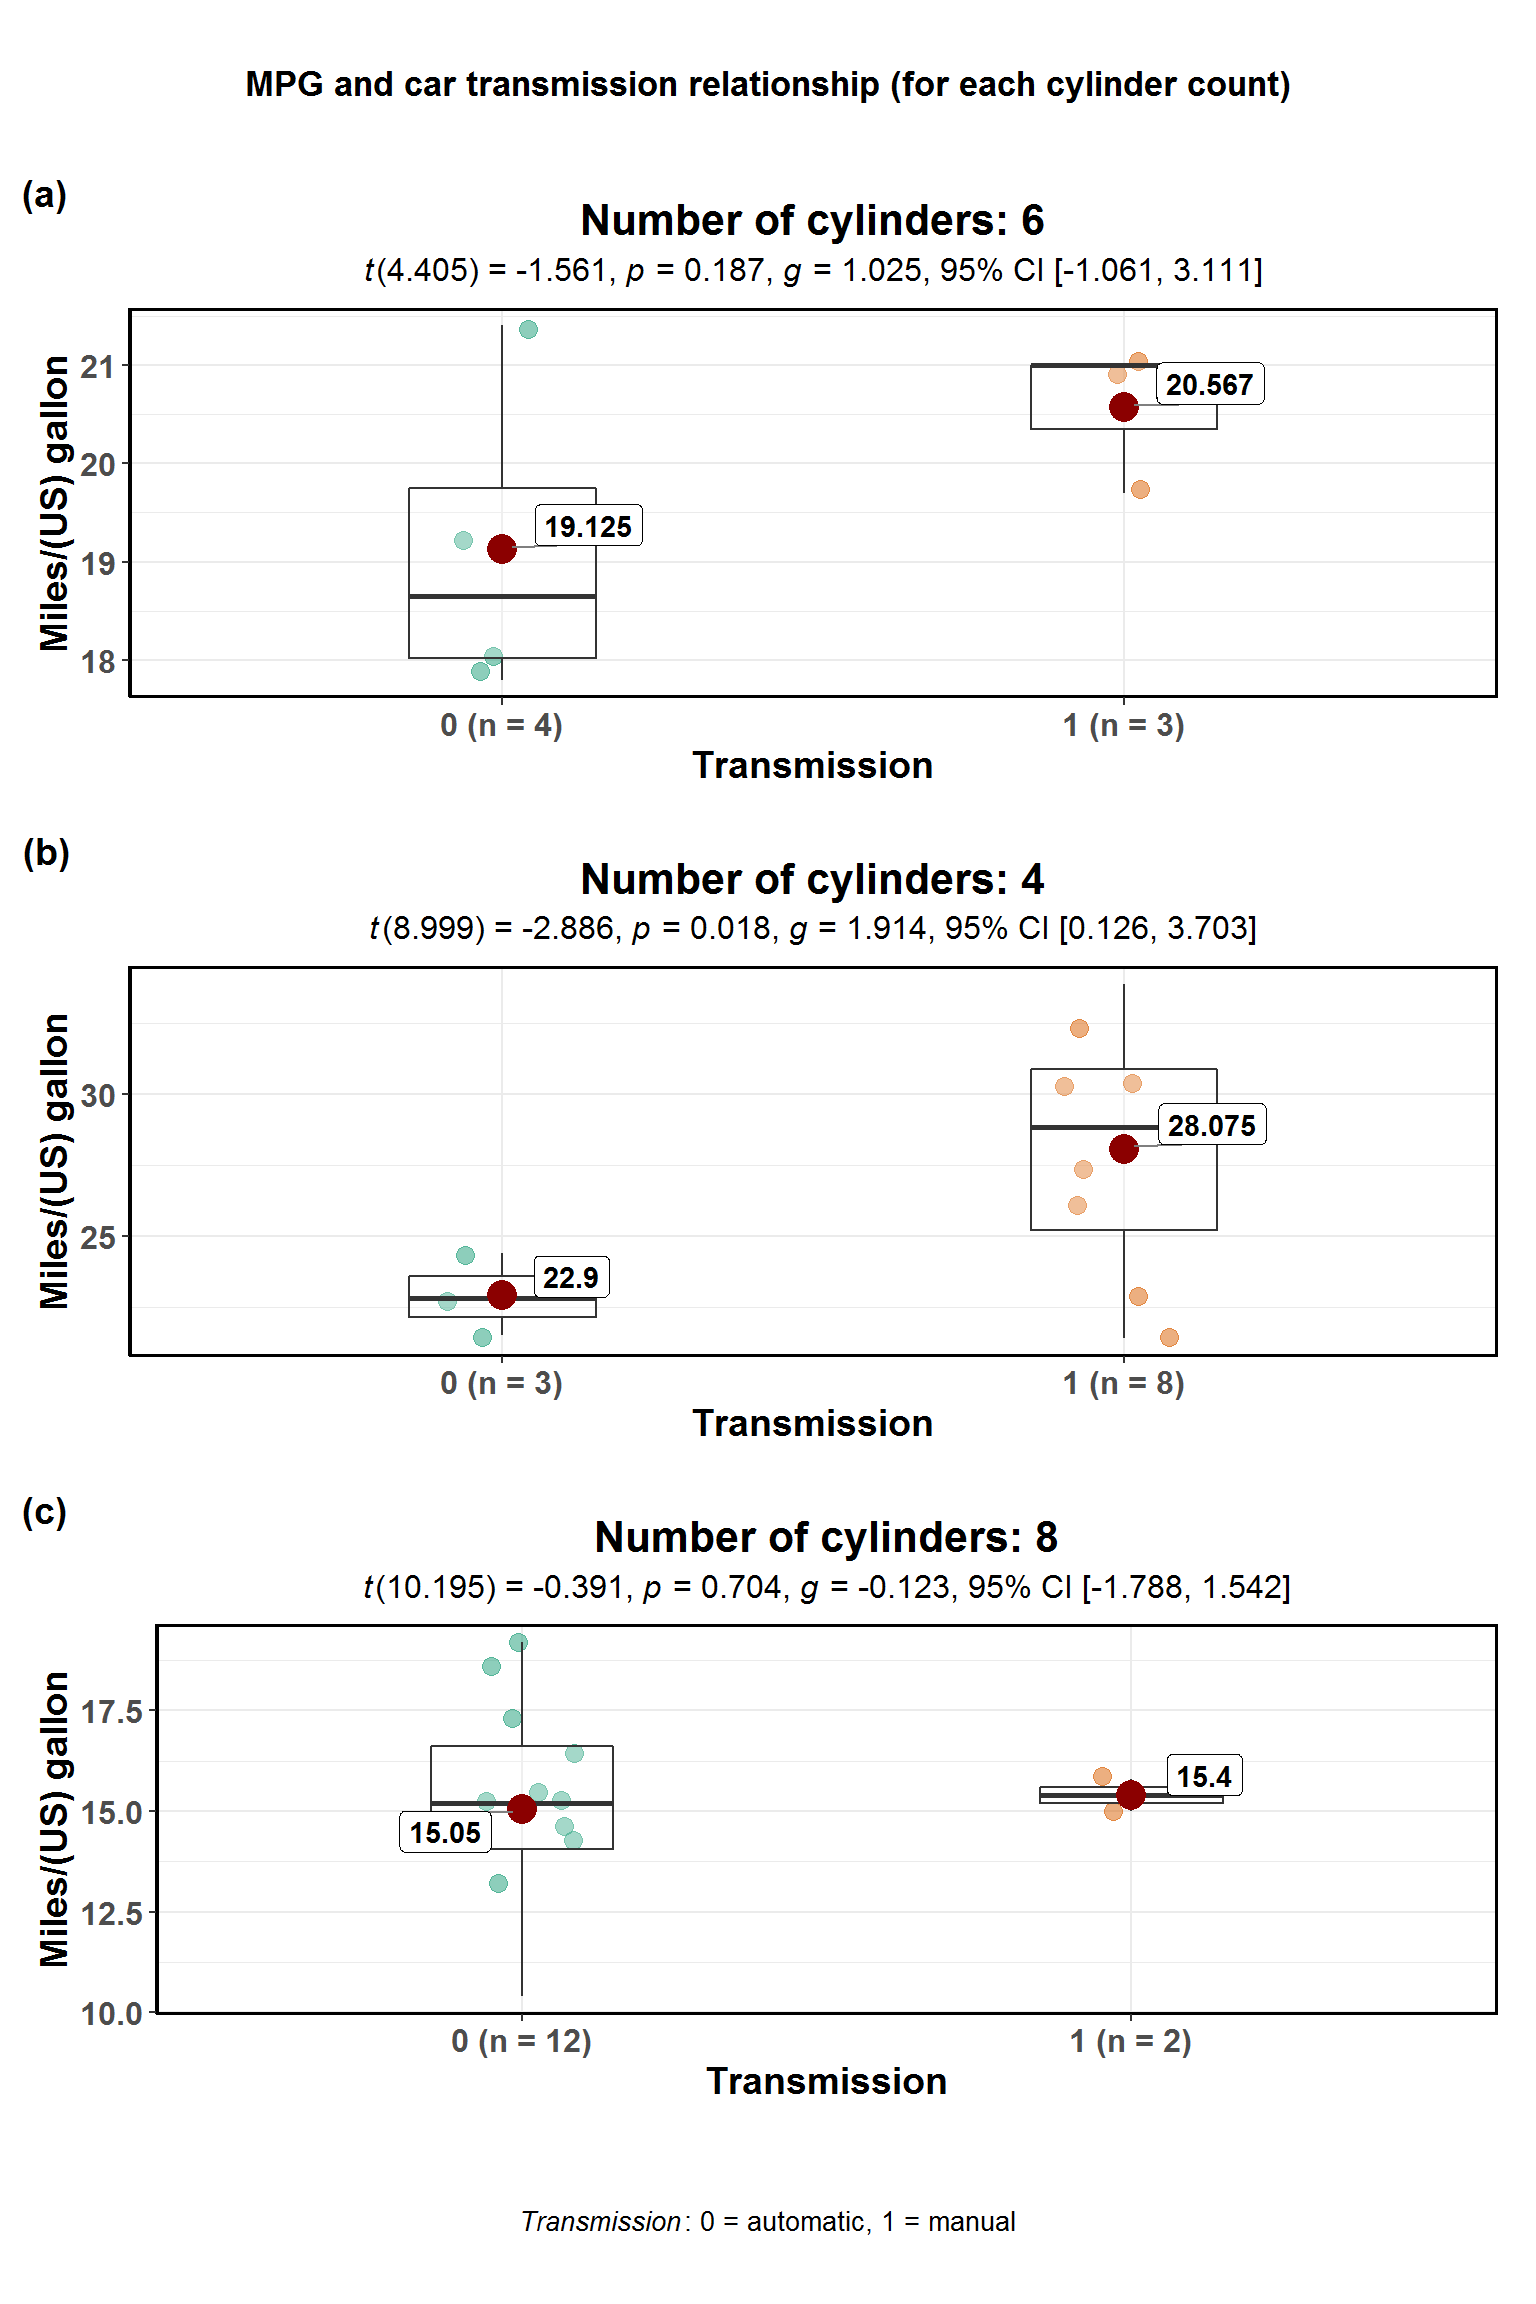 MPG and car transmission relationship (for each cylinder count)
(a)
Number of cylinders: 6
t(4.405) = -1.561, p = 0.187, g = 1.025, 95% CI [-1.061, 3.111]
Miles/(US) gallon
21
20
19
18
19.125
20.567
0 (n = 4)
1 (n = 3)
Transmission
(b)
Number of cylinders: 4
t(8.999) = -2.886, p = 0.018, g = 1.914, 95% CI [0.126, 3.703]
Miles/(US) gallon
30
25
22.9
28.075
0 (n = 3)
1 (n = 8)
Transmission
(c)
Number of cylinders: 8
t(10.195) = -0.391, p = 0.704, g = -0.123, 95% CI [-1.788, 1.542]
Miles/(US) gallon
17.5
15.0
12.5
10.0
15.05
15.4
0 (n = 12)
1 (n = 2)
Transmission
Transmission: 0 = automatic, 1 = manual